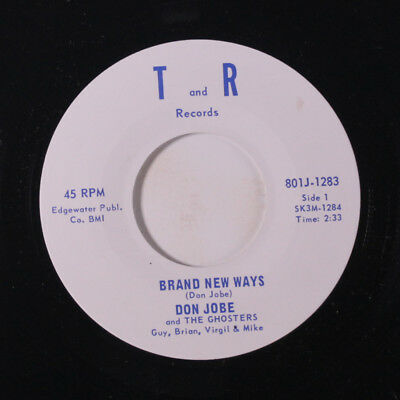 T and R
Records
45 RPM
Edgewater Publ.
Co. BMI
801J-1283
Side 1
SK3M-1284
Time: 2:33
BRAND NEW WAYS
(Don Jobe)
DON JOBE
and THE GHOSTERS
Guy, Brian, Virgil & Mike